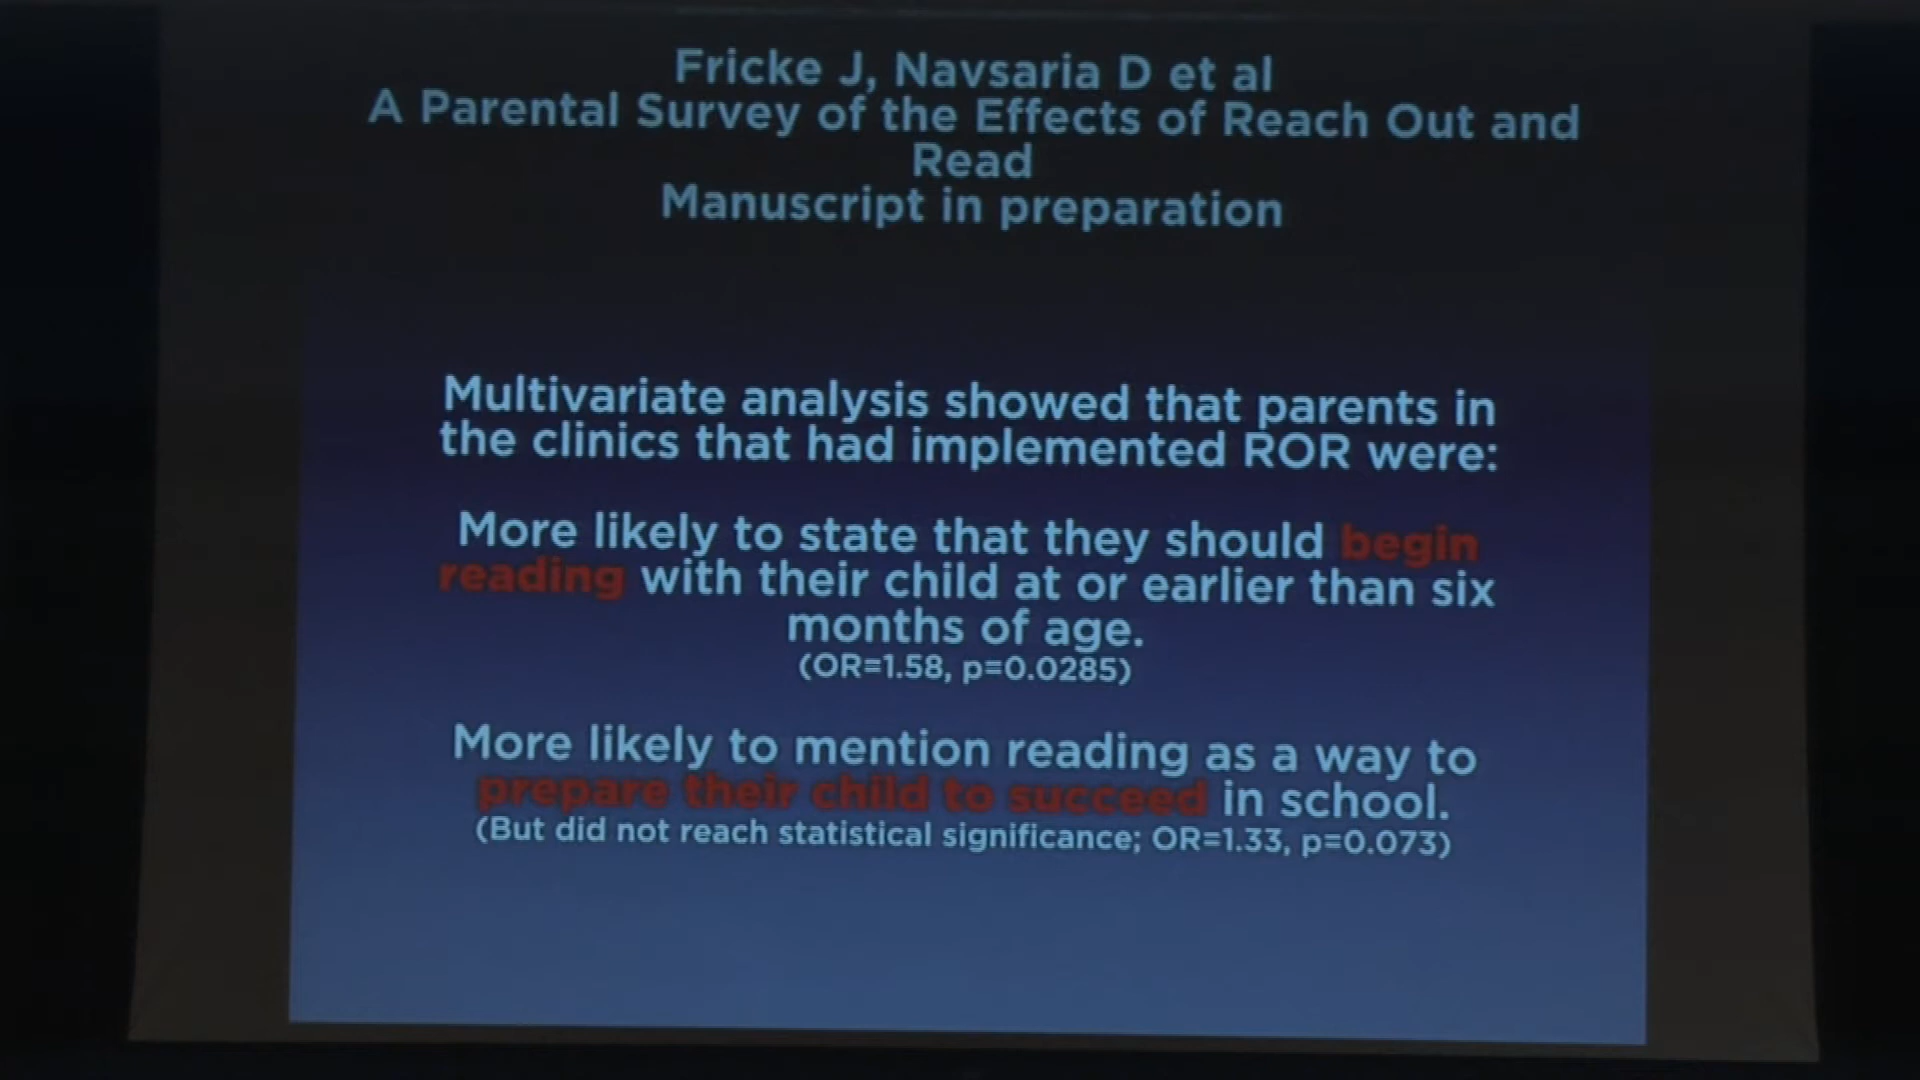 Fricke J, Navsaria D et al
A Parental Survey of the Effects of Reach Out and
Read
Manuscript in preparation
Multivariate analysis showed that parents in
the clinics that had implemented ROR were:
More likely to state that they should begin
reading with their child at or earlier than six
months of age.
(OR=1.58, p=0.0285)
More likely to mention reading as a way to
prepare their child to succeed in school.
(But did not reach statistical significance; OR=1.33, p=0.073)